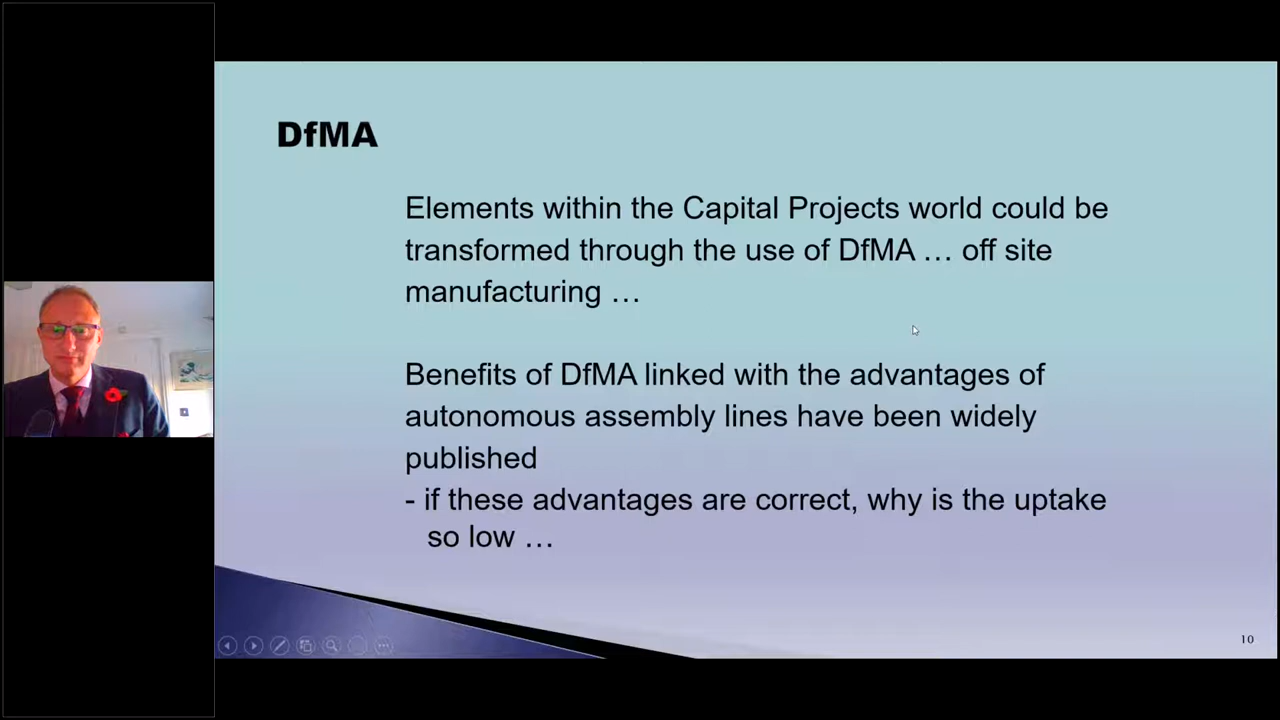 DfMA
Elements within the Capital Projects world could be
transformed through the use of DfMA … off site
manufacturing …
Benefits of DfMA linked with the advantages of
autonomous assembly lines have been widely
published
- if these advantages are correct, why is the uptake
so low …
10